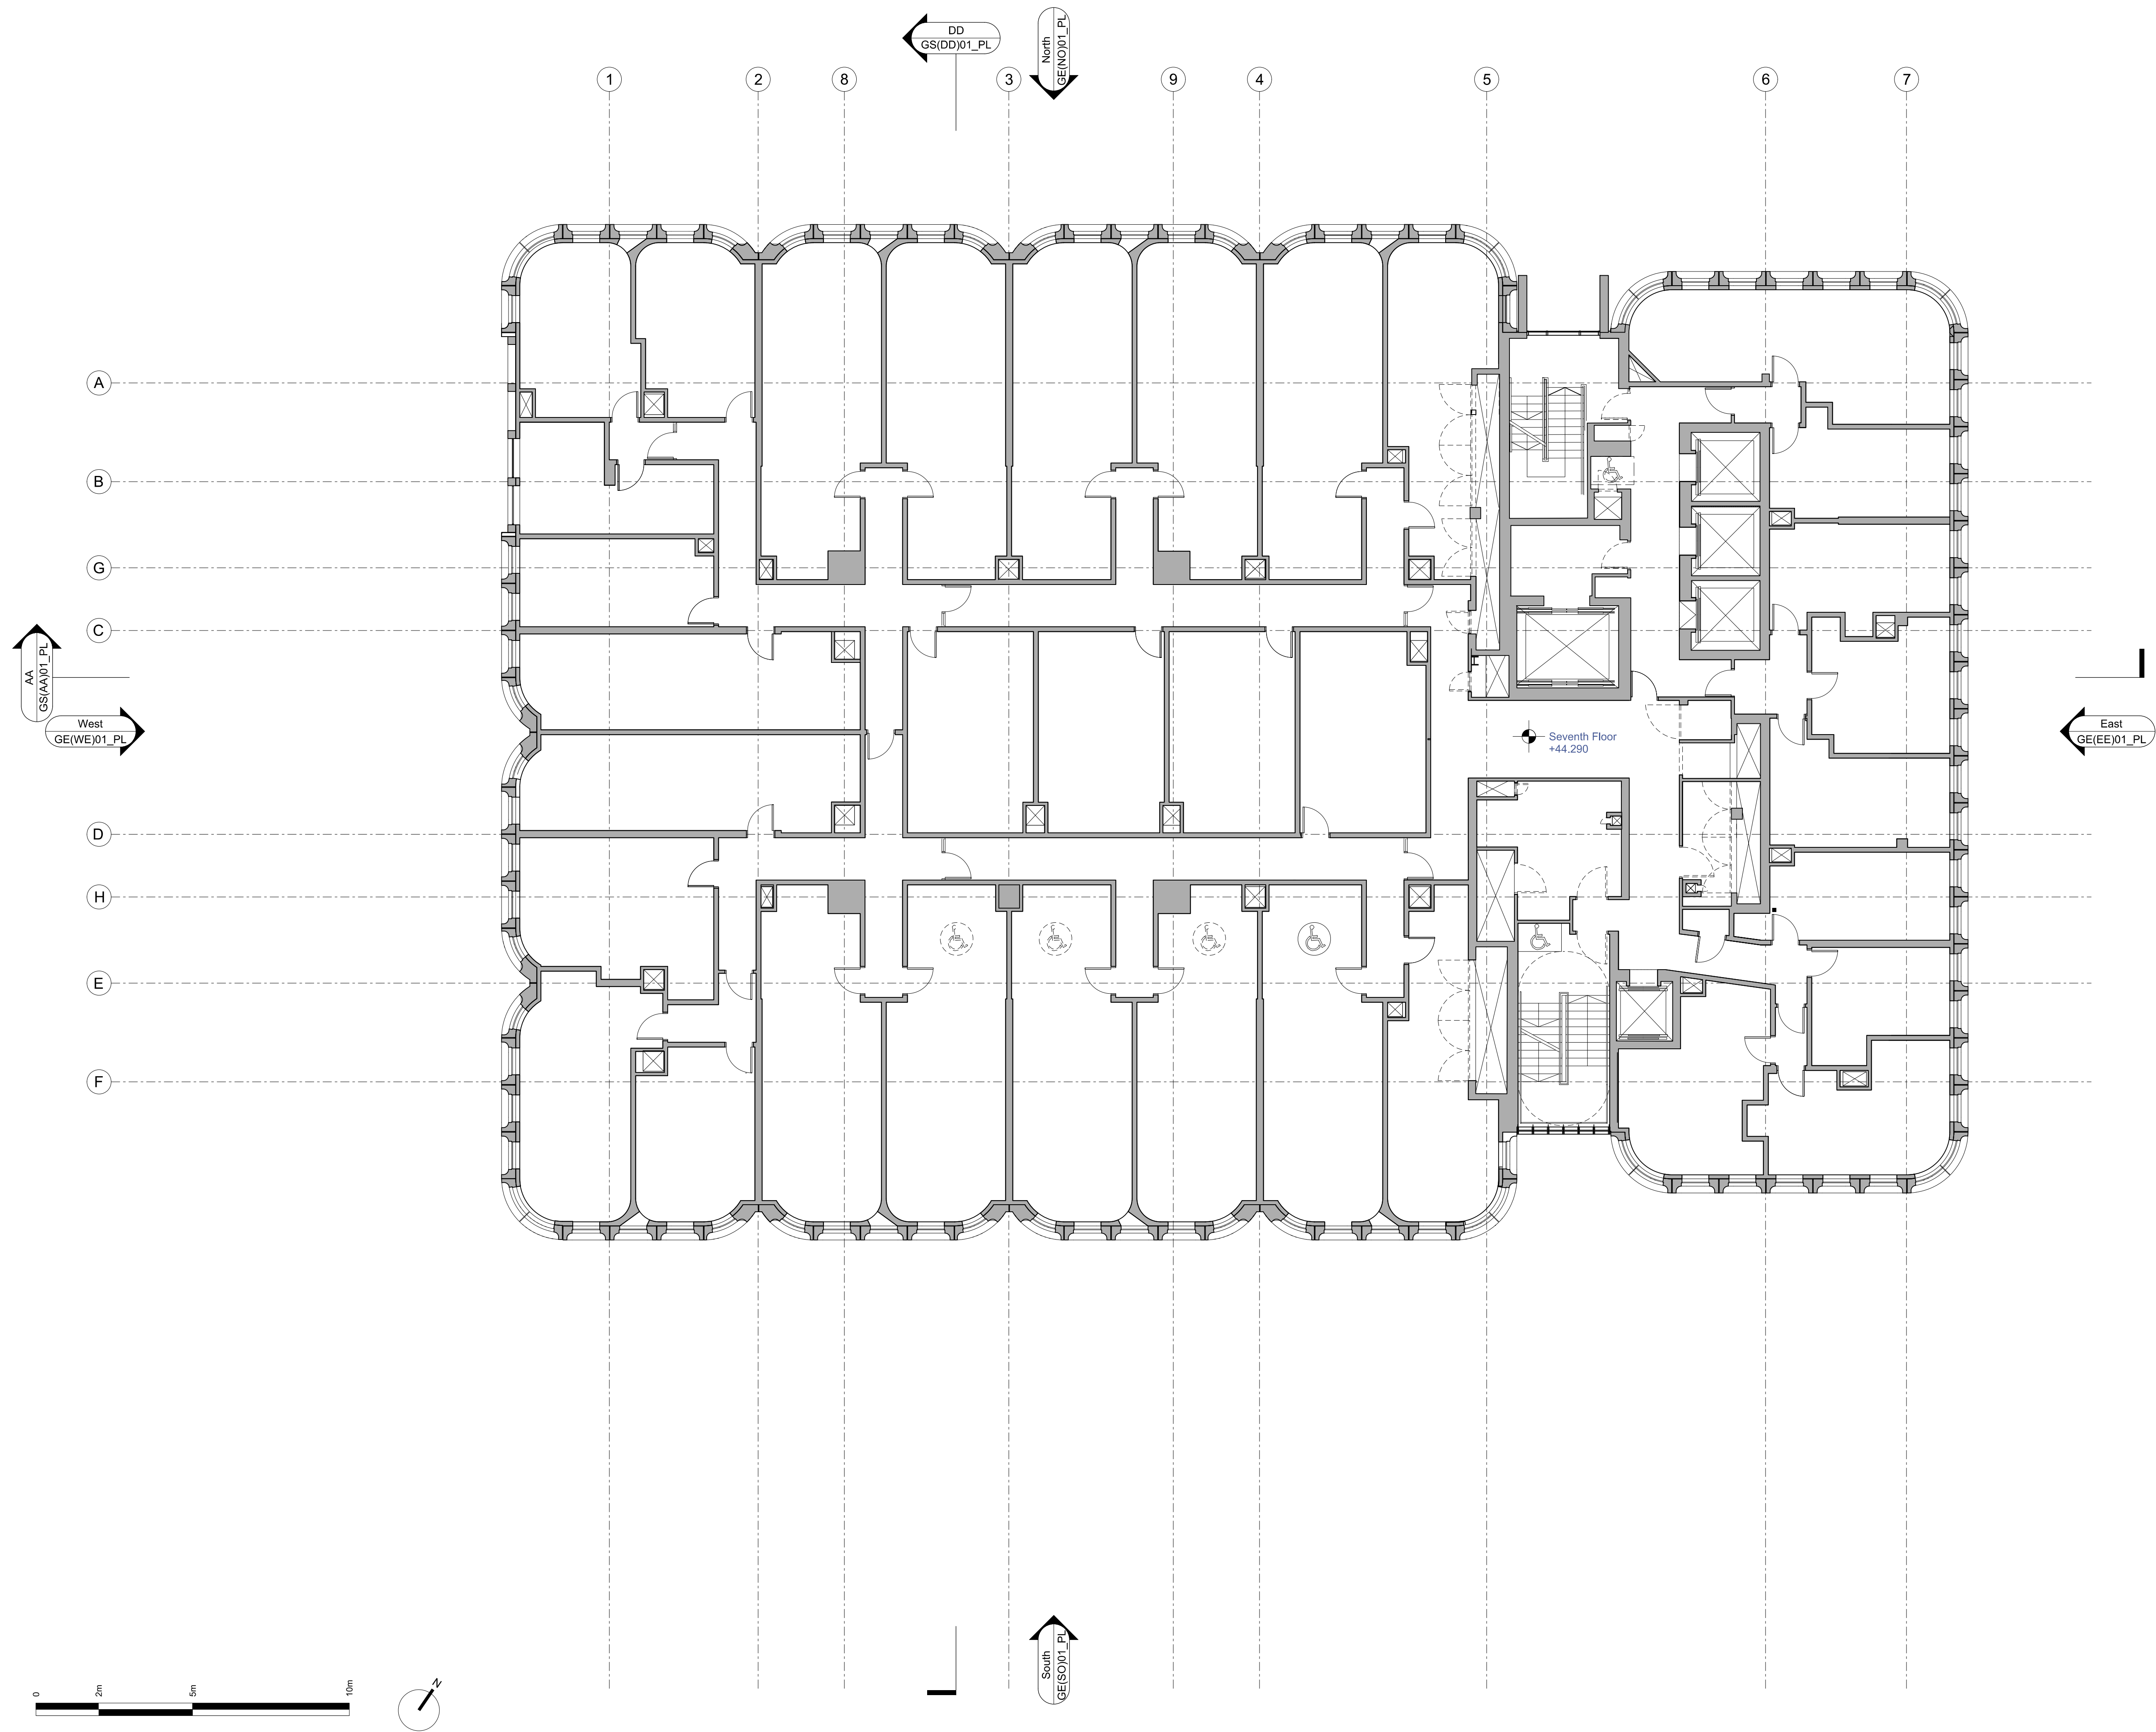 DD
GS(DD)01_PL
North
GE(NO)01_PL
1
2
8
3
9
4
5
6
7
A
B
G
C
AA
GS(AA)01_PL
West
GE(WE)01_PL
East
GE(EE)01_PL
Seventh Floor
+44.290
D
H
E
F
South
GE(SO)01_PL
0
2m
5m
10m
N